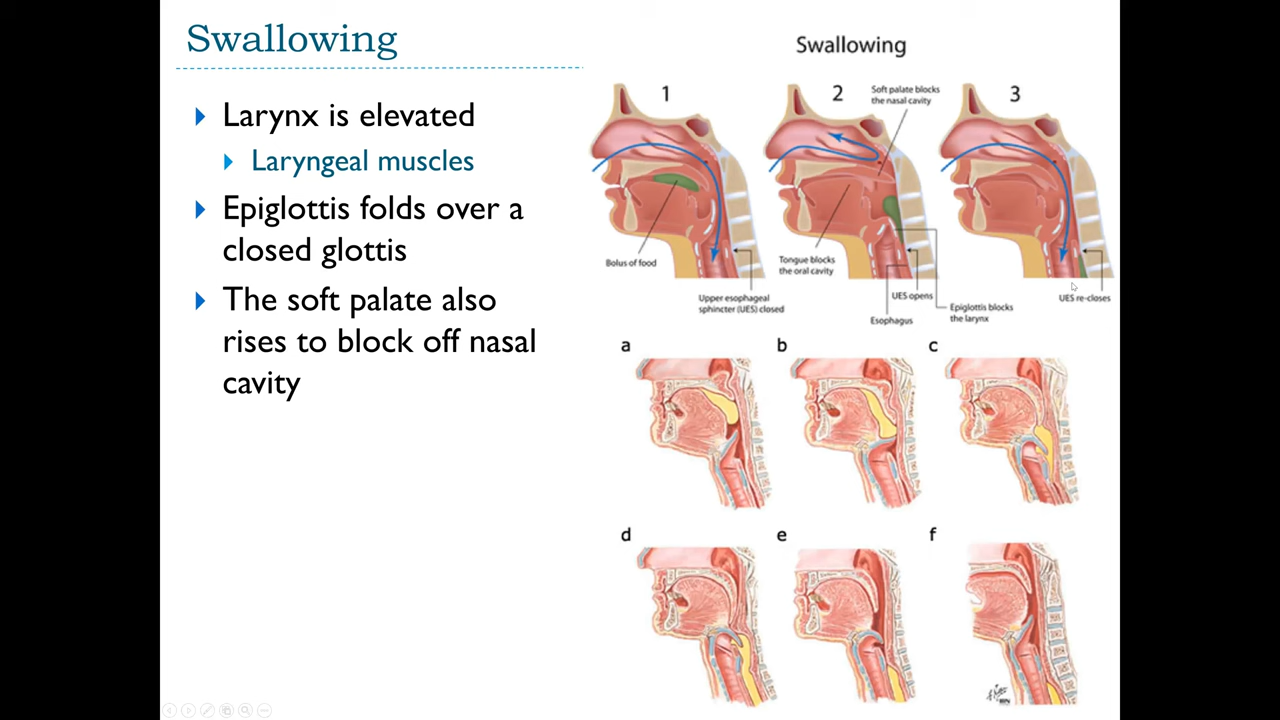 Swallowing
Larynx is elevated
Laryngeal muscles
Epiglottis folds over a
closed glottis
The soft palate also
rises to block off nasal
cavity
Swallowing
1
2
3
Soft palate blocks
the nasal cavity
Bolus of food
Tongue blocks
the oral cavity
Upper esophageal
sphincter (UES) closed
UES opens
Esophagus
Epiglottis blocks
the larynx
UES re-closes
a
b
c
d
e
f